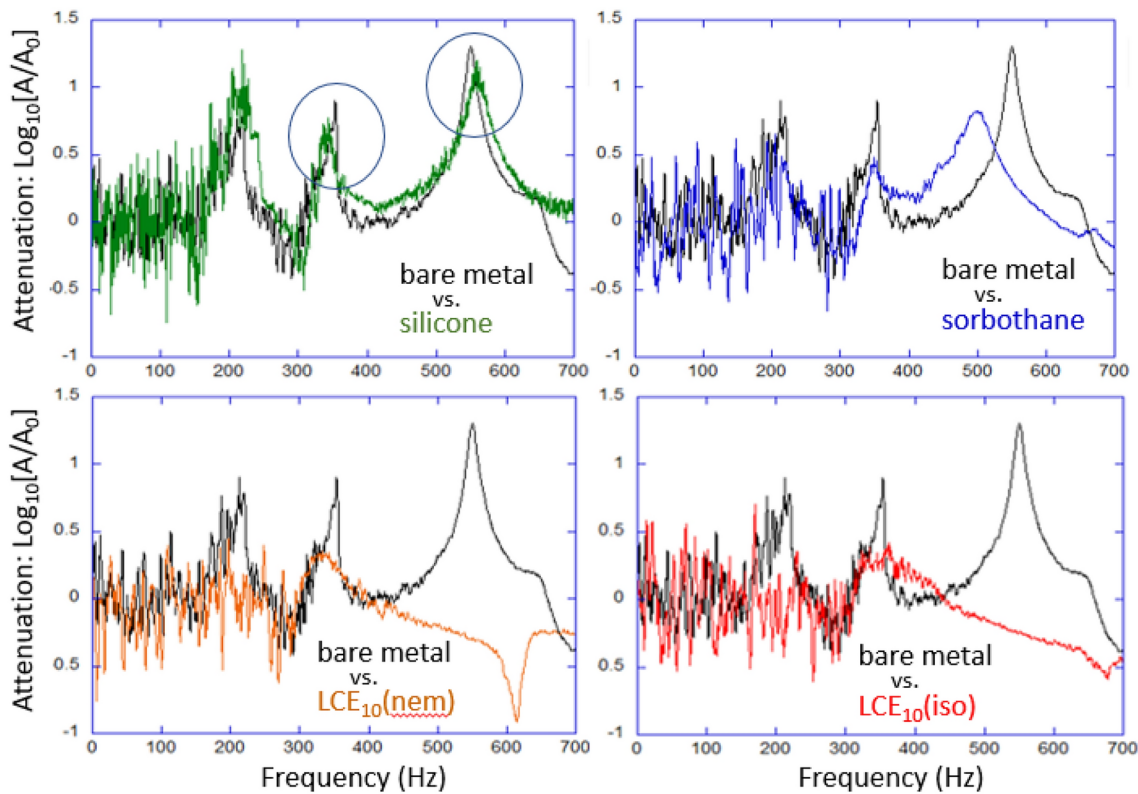 Attenuation: Log10[A/A0]
1.5
1
0.5
0
-0.5
-1
0 100 200 300 400 500 600 700
bare metal
vs.
silicone
1.5
1
0.5
0
-0.5
-1
0 100 200 300 400 500 600 700
bare metal
vs.
sorbothane
Attenuation: Log10[A/A0]
1.5
1
0.5
0
0.5
-1
0 100 200 300 400 500 600 700
bare metal
vs.
LCE10(nem)
Frequency (Hz)
1.5
1
0.5
0
0.5
-1
0 100 200 300 400 500 600 700
bare metal
vs.
LCE10(iso)
Frequency (Hz)